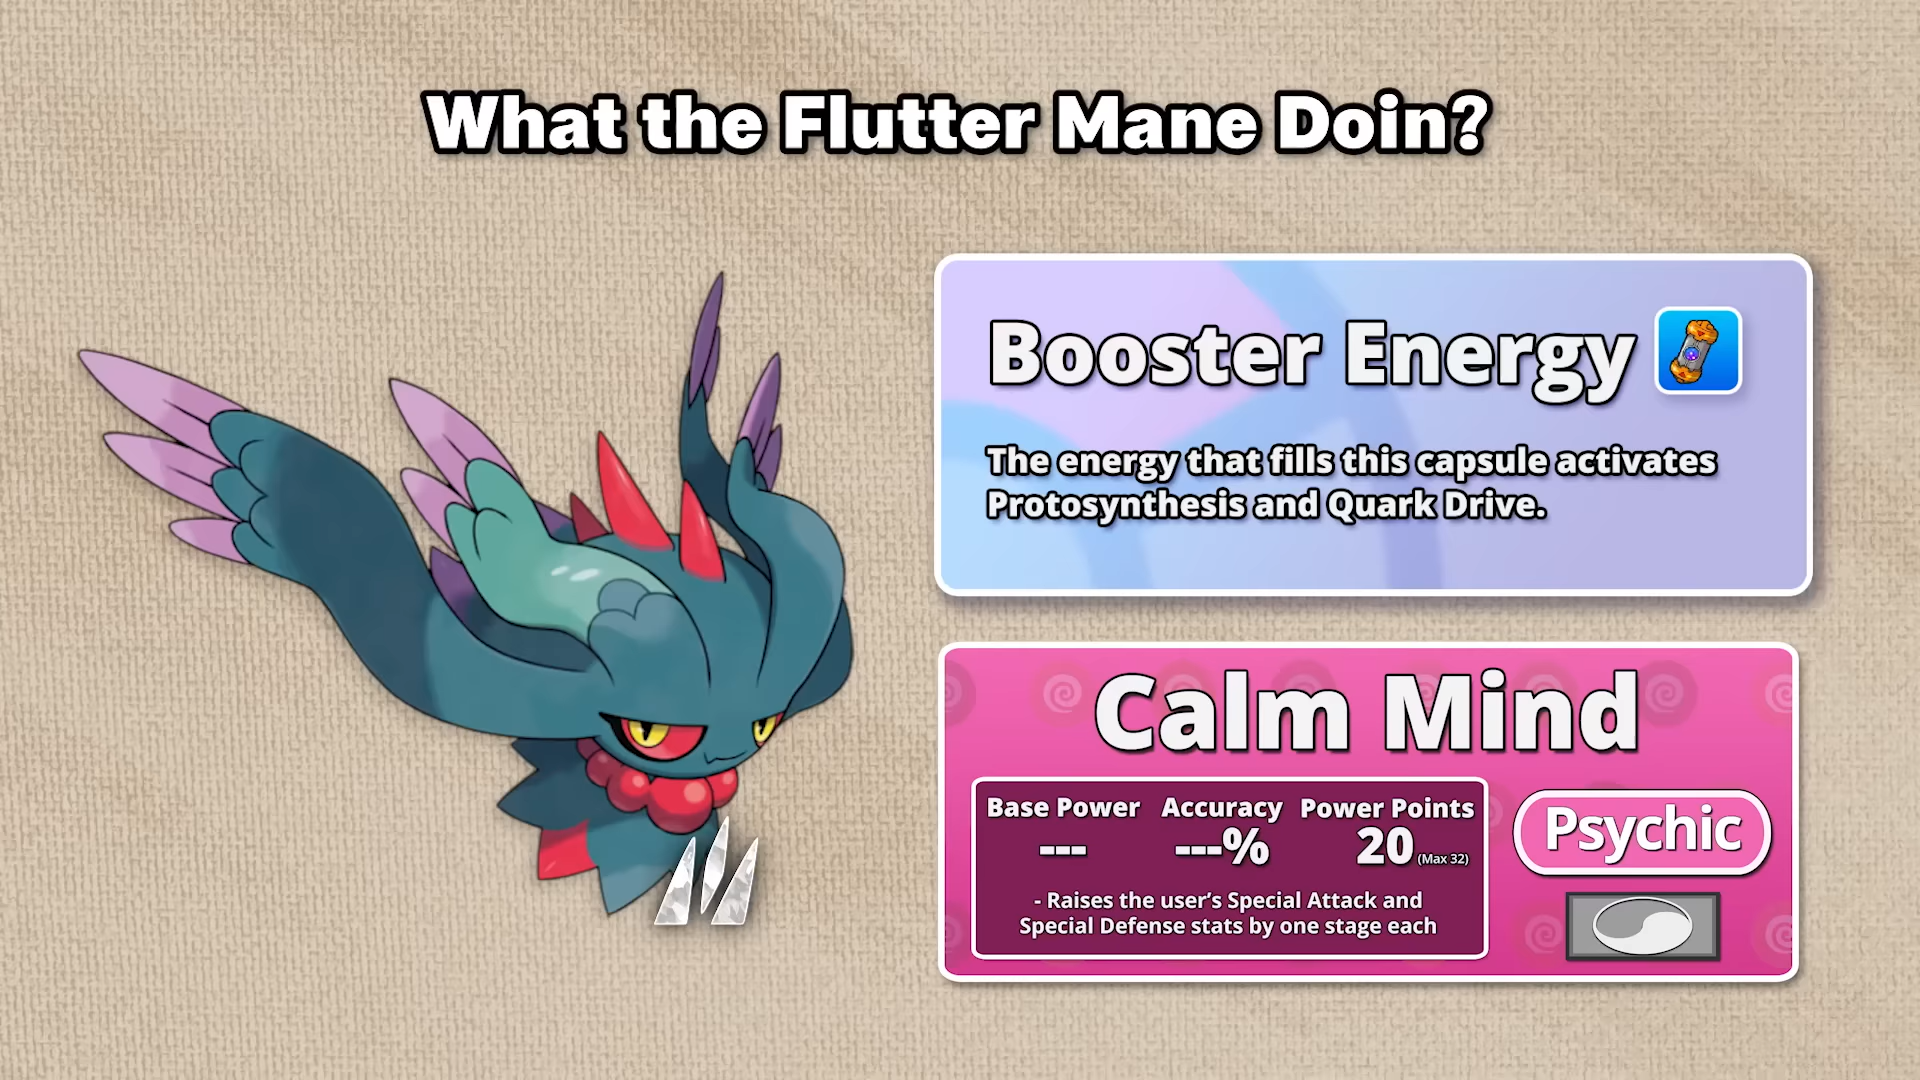 What the Flutter Mane Doin?
Booster Energy
The energy that fills this capsule activates
Protosynthesis and Quark Drive.
Calm Mind
Base Power Accuracy Power Points
--- ---% 20 (Max 32)
- Raises the user's Special Attack and
Special Defense stats by one stage each
Psychic